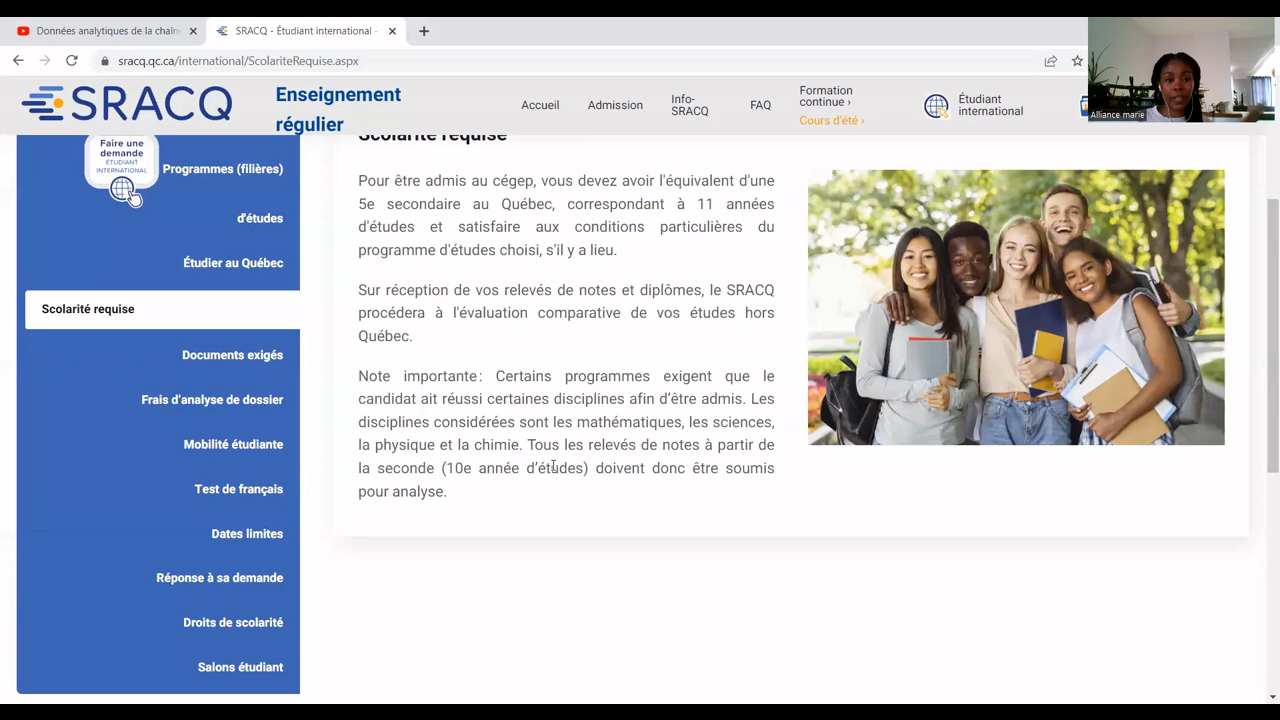 Données analytiques de la chaîn
SRACQ - Étudiant international -
sracq.qc.ca/international/ScolariteRequise.aspx
SRACQ
Enseignement
régulier
Accueil
Admission
Info-
SRACQ
FAQ
Formation
continue ›
Cours d'été ›
Étudiant
international
Alliance marie
Faire une
demande
ÉTUDIANT
INTERNATIONAL
Programmes (filières)
d'études
Étudier au Québec
Scolarité requise
Documents exigés
Frais d'analyse de dossier
Mobilité étudiante
Test de français
Dates limites
Réponse à sa demande
Droits de scolarité
Salons étudiant
Scolarité requise
Pour être admis au cégep, vous devez avoir l'équivalent d'une
5e secondaire au Québec, correspondant à 11 années
d'études et satisfaire aux conditions particulières du
programme d'études choisi, s'il y a lieu.
Sur réception de vos relevés de notes et diplômes, le SRACQ
procédera à l'évaluation comparative de vos études hors
Québec.
Note importante : Certains programmes exigent que le
candidat ait réussi certaines disciplines afin d’être admis. Les
disciplines considérées sont les mathématiques, les sciences,
la physique et la chimie. Tous les relevés de notes à partir de
la seconde (10e année d’études) doivent donc être soumis
pour analyse.